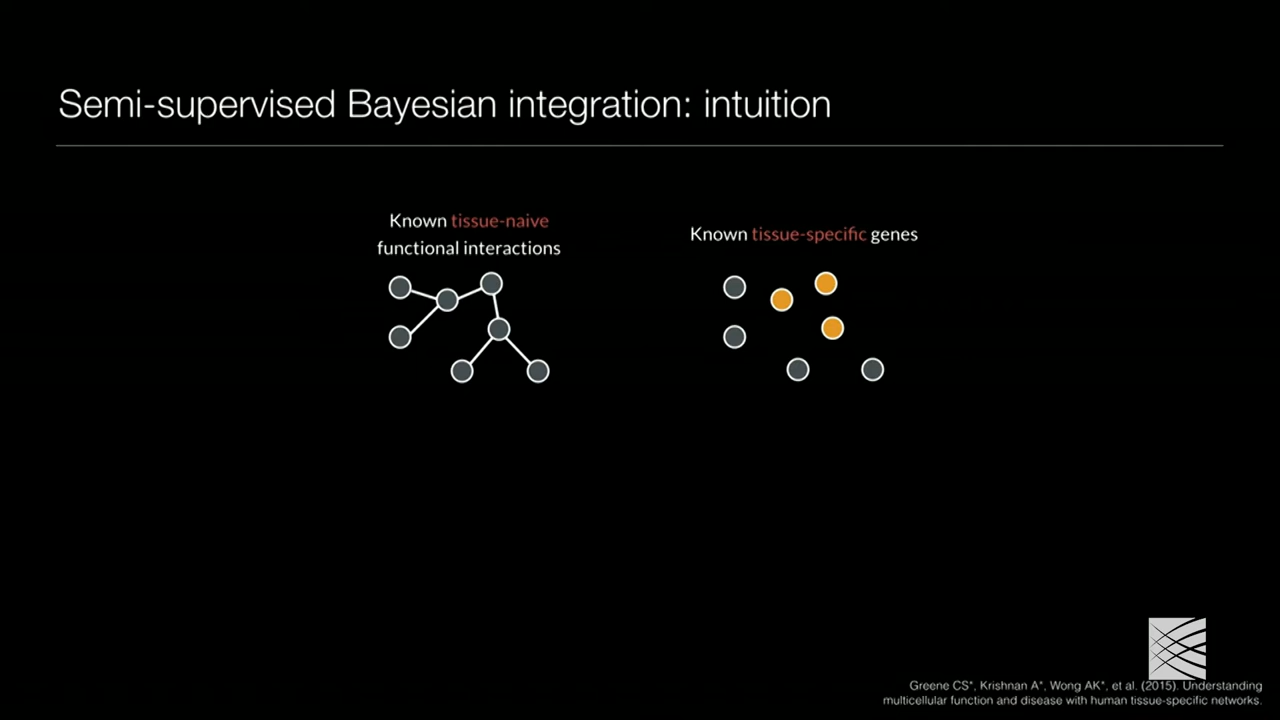 Semi-supervised Bayesian integration: intuition
Known tissue-naive
functional interactions
Known tissue-specific genes
Greene CS*, Krishnan A*, Wong AK*, et al. (2015). Understanding
multicellular function and disease with human tissue-specific networks.